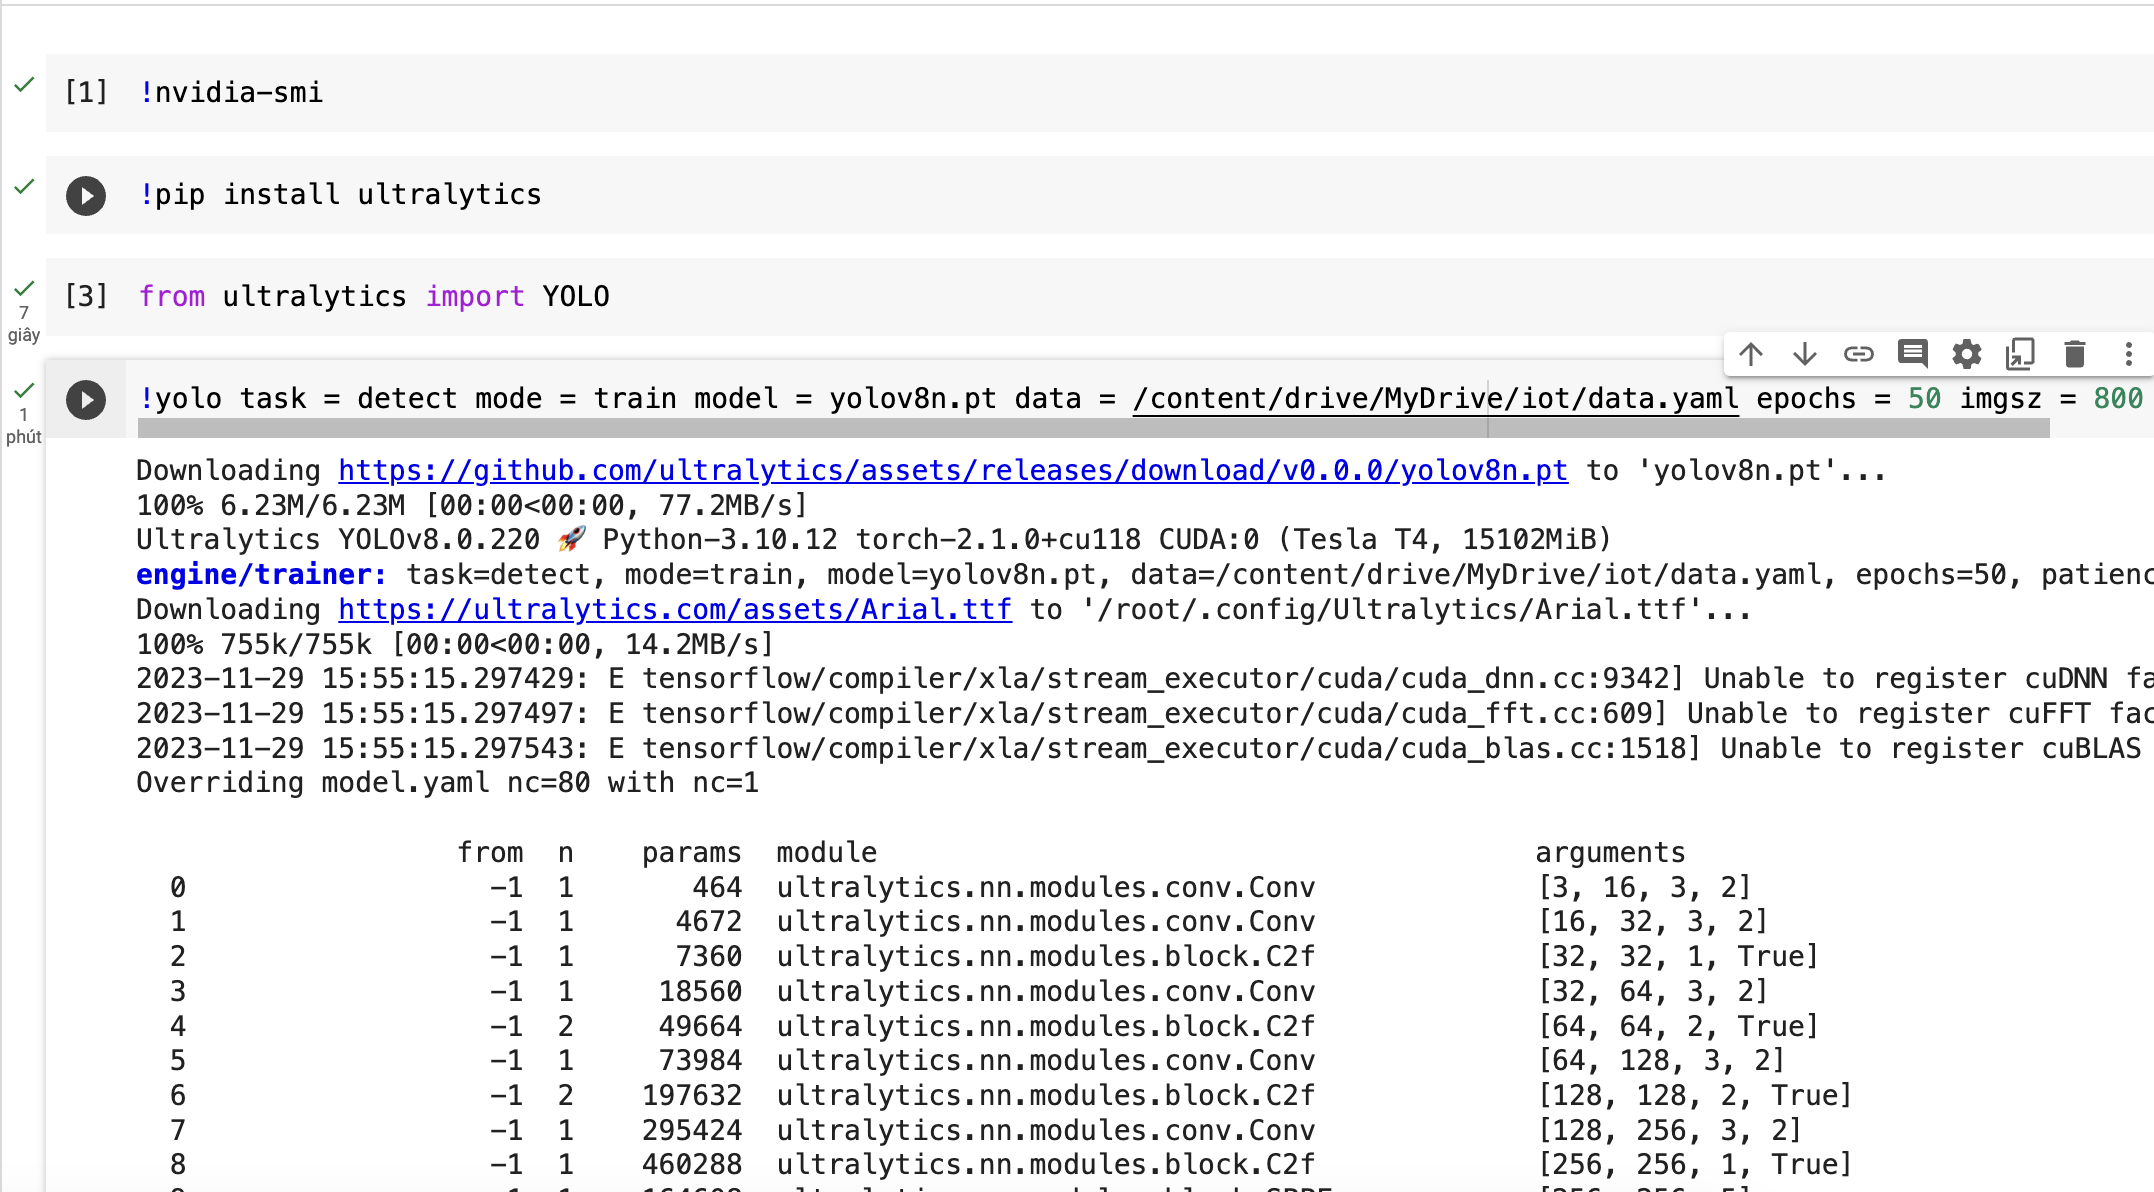 [1] !nvidia-smi
!pip install ultralytics
[3] from ultralytics import YOLO
7
giây
!yolo task = detect mode = train model = yolov8n.pt data = /content/drive/MyDrive/iot/data.yaml epochs = 50 imgsz = 800
1
phút
Downloading https://github.com/ultralytics/assets/releases/download/v0.0.0/yolov8n.pt to 'yolov8n.pt'...
100% 6.23M/6.23M [00:00<00:00, 77.2MB/s]
Ultralytics YOLOv8.0.220 🚀 Python-3.10.12 torch-2.1.0+cu118 CUDA:0 (Tesla T4, 15102MiB)
engine/trainer: task=detect, mode=train, model=yolov8n.pt, data=/content/drive/MyDrive/iot/data.yaml, epochs=50, patienc
Downloading https://ultralytics.com/assets/Arial.ttf to '/root/.config/Ultralytics/Arial.ttf'...
100% 755k/755k [00:00<00:00, 14.2MB/s]
2023-11-29 15:55:15.297429: E tensorflow/compiler/xla/stream_executor/cuda/cuda_dnn.cc:9342] Unable to register cuDNN fa
2023-11-29 15:55:15.297497: E tensorflow/compiler/xla/stream_executor/cuda/cuda_fft.cc:609] Unable to register cuFFT fac
2023-11-29 15:55:15.297543: E tensorflow/compiler/xla/stream_executor/cuda/cuda_blas.cc:1518] Unable to register cuBLAS
Overriding model.yaml nc=80 with nc=1
from n params module arguments
0 -1 1 464 ultralytics.nn.modules.conv.Conv [3, 16, 3, 2]
1 -1 1 4672 ultralytics.nn.modules.conv.Conv [16, 32, 3, 2]
2 -1 1 7360 ultralytics.nn.modules.block.C2f [32, 32, 1, True]
3 -1 1 18560 ultralytics.nn.modules.conv.Conv [32, 64, 3, 2]
4 -1 2 49664 ultralytics.nn.modules.block.C2f [64, 64, 2, True]
5 -1 1 73984 ultralytics.nn.modules.conv.Conv [64, 128, 3, 2]
6 -1 2 197632 ultralytics.nn.modules.block.C2f [128, 128, 2, True]
7 -1 1 295424 ultralytics.nn.modules.conv.Conv [128, 256, 3, 2]
8 -1 1 460288 ultralytics.nn.modules.block.C2f [256, 256, 1, True]